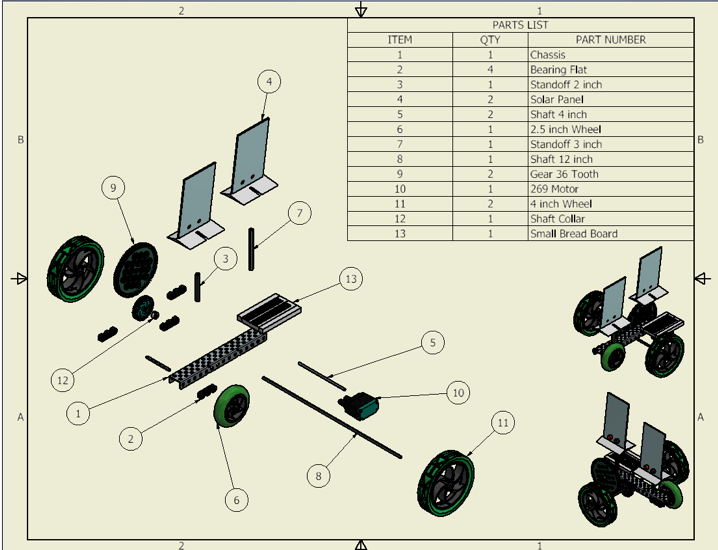 2 1
PARTS LIST
ITEM QTY PART NUMBER
1 1 Chassis
2 4 Bearing Flat
3 1 Standoff 2 inch
4 2 Solar Panel
5 2 Shaft 4 inch
6 1 2.5 inch Wheel
7 1 Standoff 3 inch
8 1 Shaft 12 inch
9 2 Gear 36 Tooth
10 1 269 Motor
11 2 4 inch Wheel
12 1 Shaft Collar
13 1 Small Bread Board
4
B B
9
7
3
13
5
12
10
1
A A
11
2
8
6
2 1